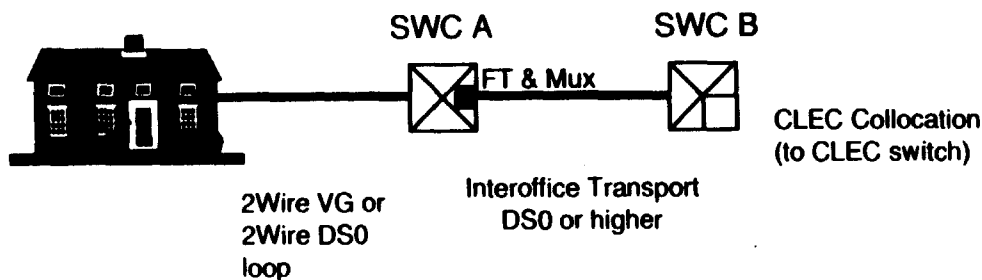 SWC A
SWC B
FT & Mux
CLEC Collocation
(to CLEC switch)
2Wire VG or
2Wire DS0
loop
Interoffice Transport
DS0 or higher